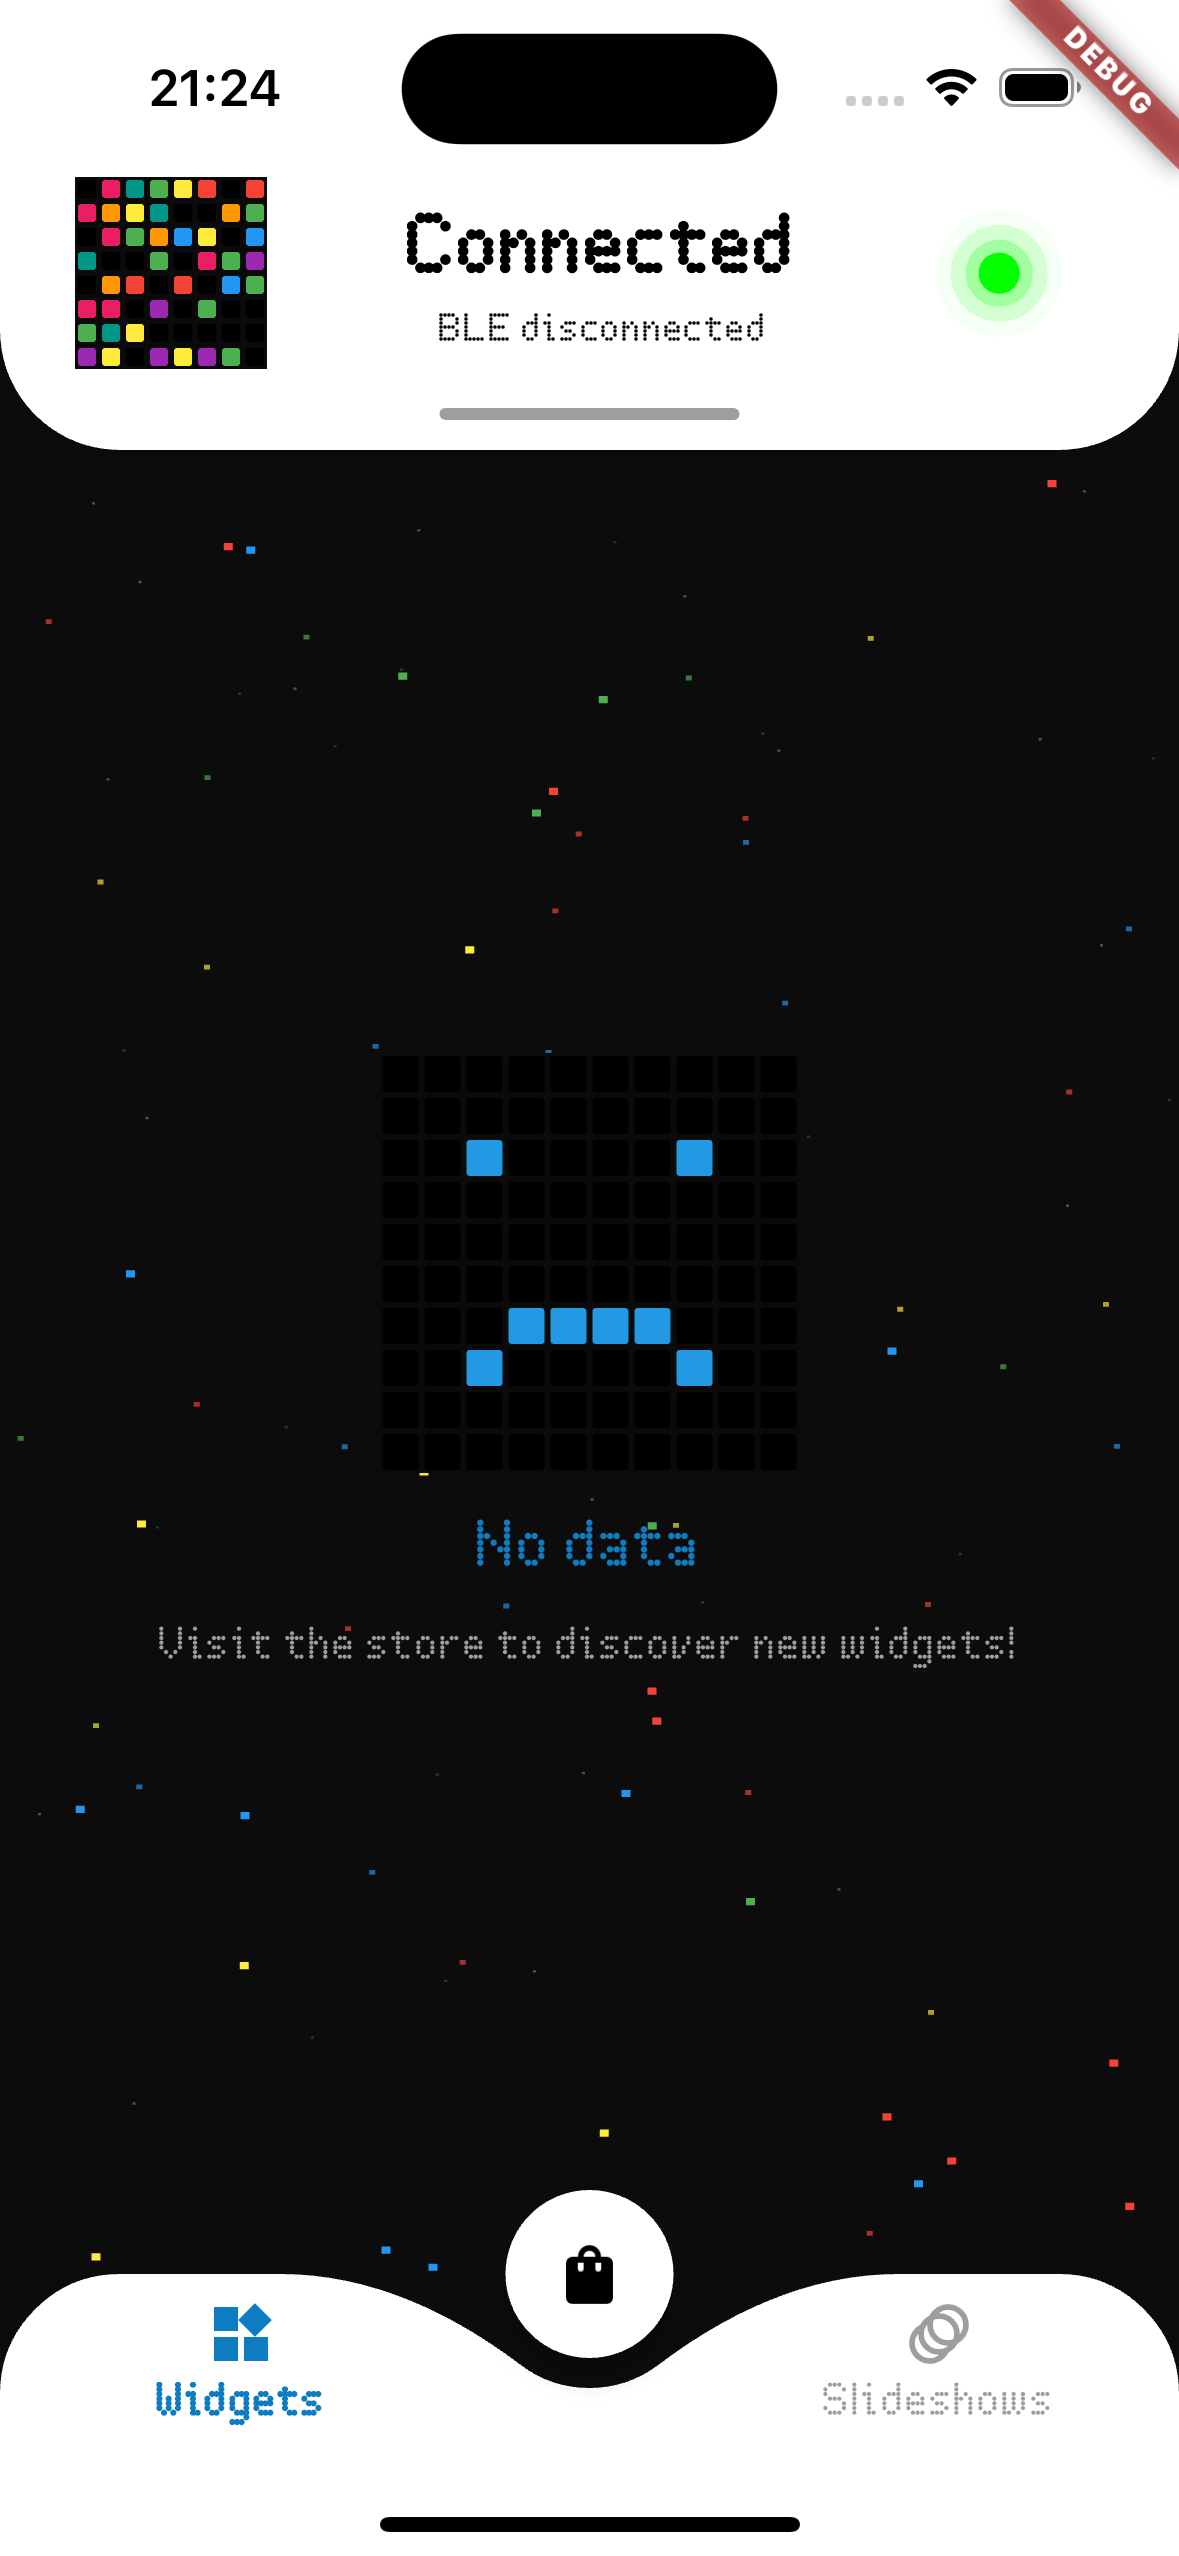 21:24
DEBUG
Connected
BLE disconnected
No data
Visit the store to discover new widgets!
Widgets
Slideshows